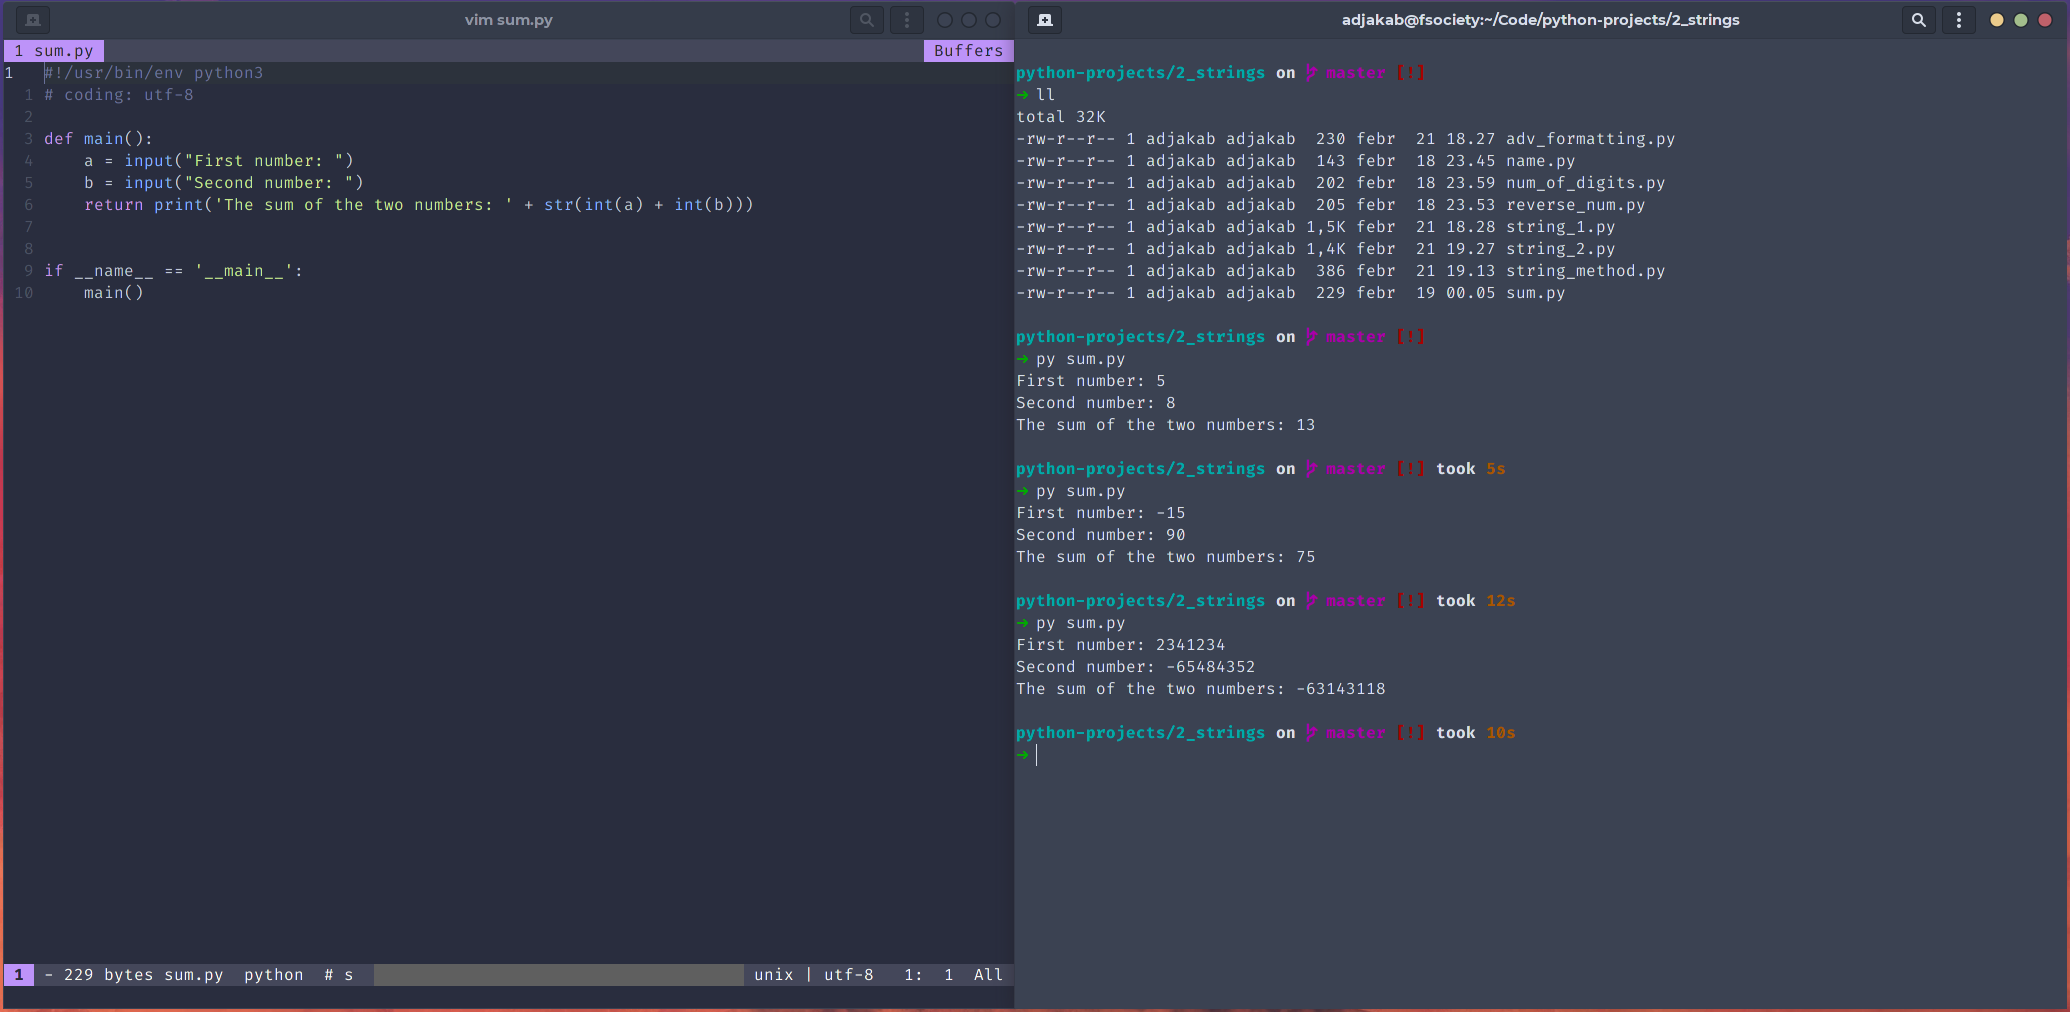 vim sum.py
1 sum.py Buffers
1 #!/usr/bin/env python3
1 # coding: utf-8
2
3 def main():
4     a = input("First number: ")
5     b = input("Second number: ")
6     return print('The sum of the two numbers: ' + str(int(a) + int(b)))
7
8
9 if __name__ == '__main__':
10     main()
1 - 229 bytes sum.py  python  # s  unix | utf-8   1:  1  All
adjakab@fsociety:~/Code/python-projects/2_strings
python-projects/2_strings on master [!]
➜ ll
total 32K
-rw-r--r-- 1 adjakab adjakab  230 febr  21 18.27 adv_formatting.py
-rw-r--r-- 1 adjakab adjakab  143 febr  18 23.45 name.py
-rw-r--r-- 1 adjakab adjakab  202 febr  18 23.59 num_of_digits.py
-rw-r--r-- 1 adjakab adjakab  205 febr  18 23.53 reverse_num.py
-rw-r--r-- 1 adjakab adjakab 1,5K febr  21 18.28 string_1.py
-rw-r--r-- 1 adjakab adjakab 1,4K febr  21 19.27 string_2.py
-rw-r--r-- 1 adjakab adjakab  386 febr  21 19.13 string_method.py
-rw-r--r-- 1 adjakab adjakab  229 febr  19 00.05 sum.py
python-projects/2_strings on master [!]
➜ py sum.py
First number: 5
Second number: 8
The sum of the two numbers: 13
python-projects/2_strings on master [!] took 5s
➜ py sum.py
First number: -15
Second number: 90
The sum of the two numbers: 75
python-projects/2_strings on master [!] took 12s
➜ py sum.py
First number: 2341234
Second number: -65484352
The sum of the two numbers: -63143118
python-projects/2_strings on master [!] took 10s
➜